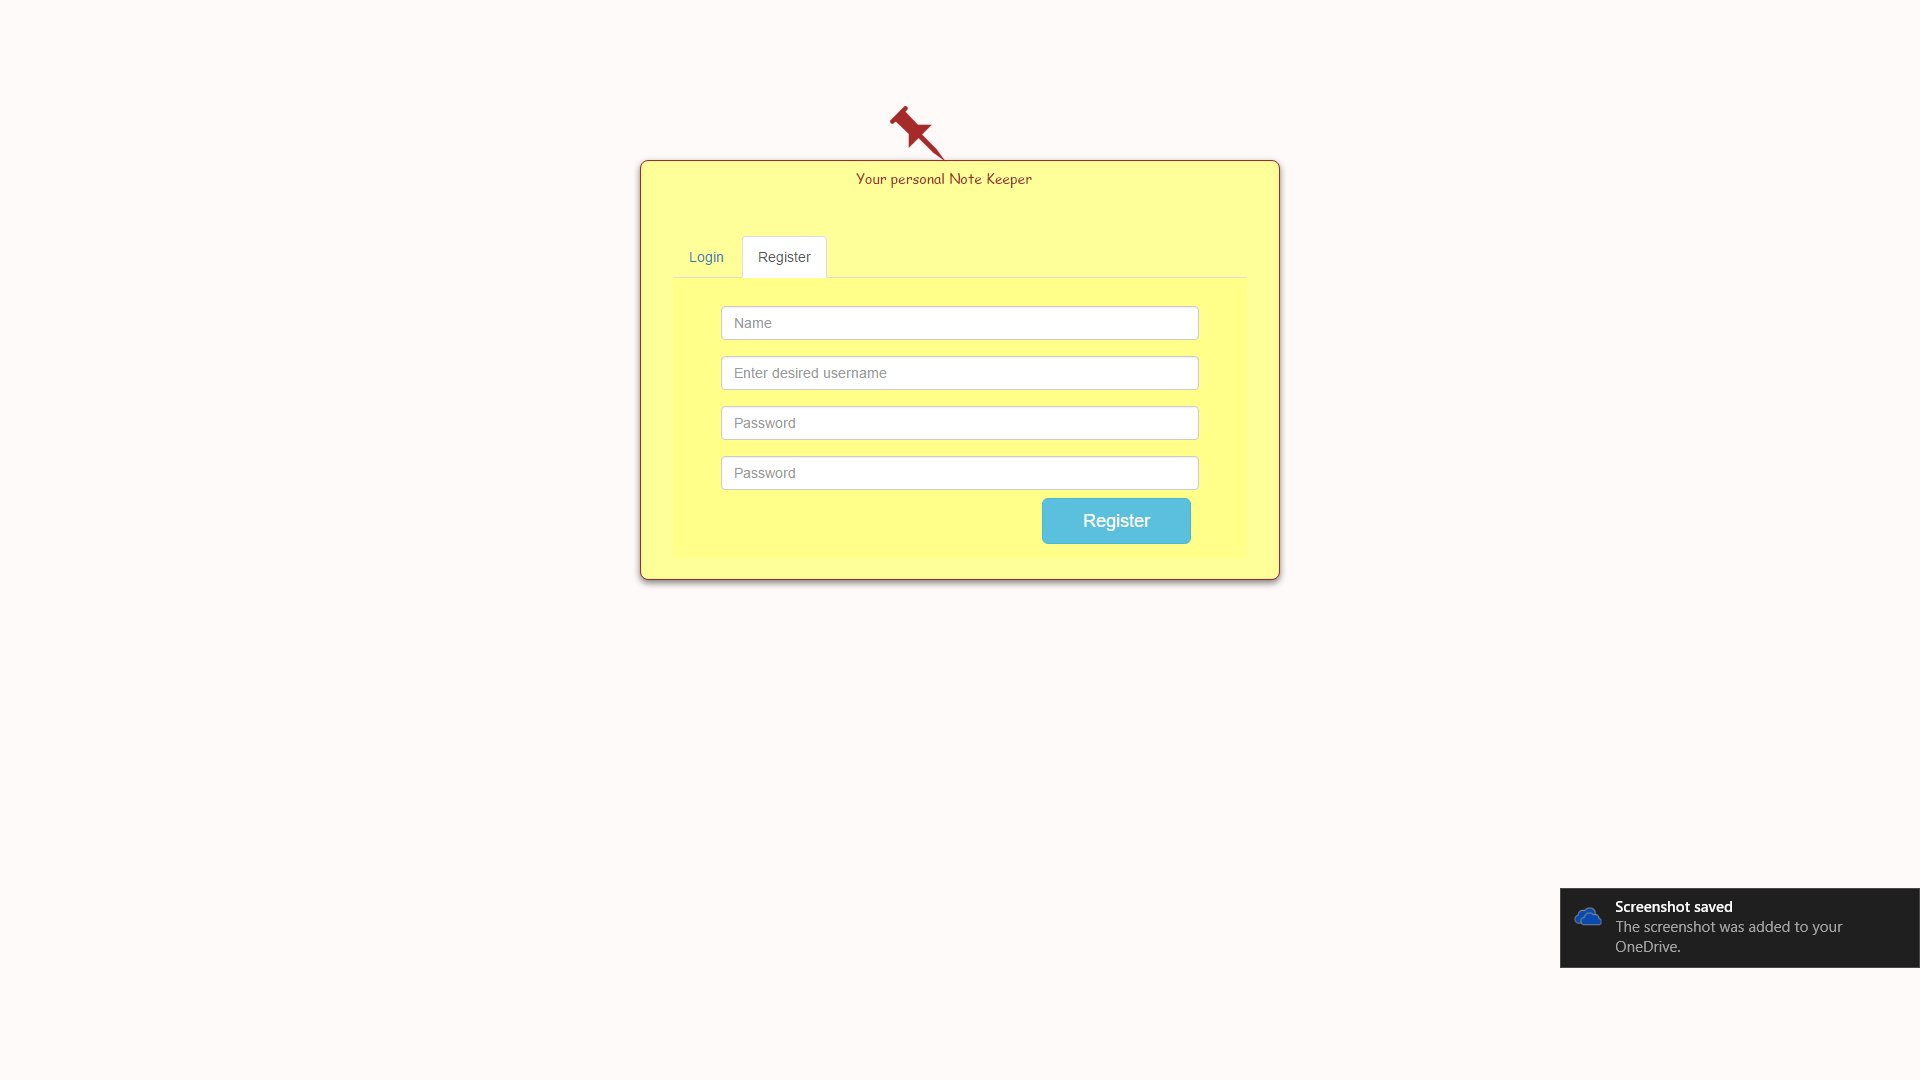 Your personal Note Keeper
Login
Register
Name
Enter desired username
Password
Password
Register
Screenshot saved
The screenshot was added to your
OneDrive.